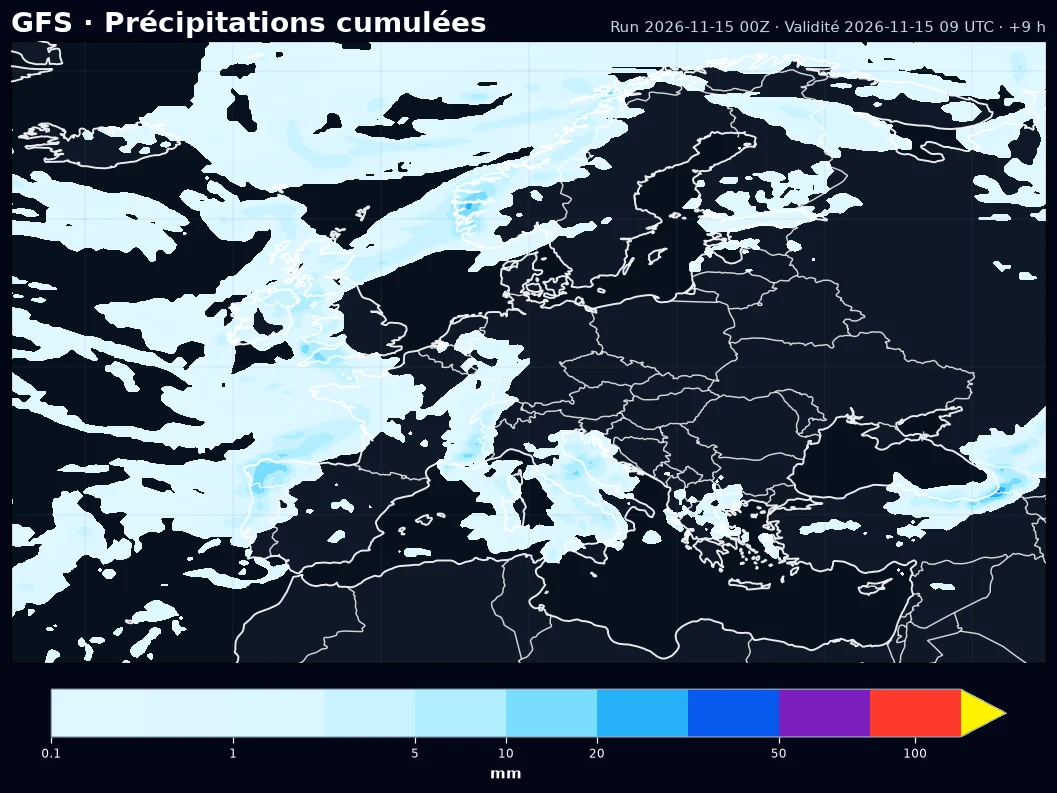 GFS · Précipitations cumulées
Run 2026-11-15 00Z · Validité 2026-11-15 09 UTC · +9 h
0.1 1 5 10 20 50 100
mm